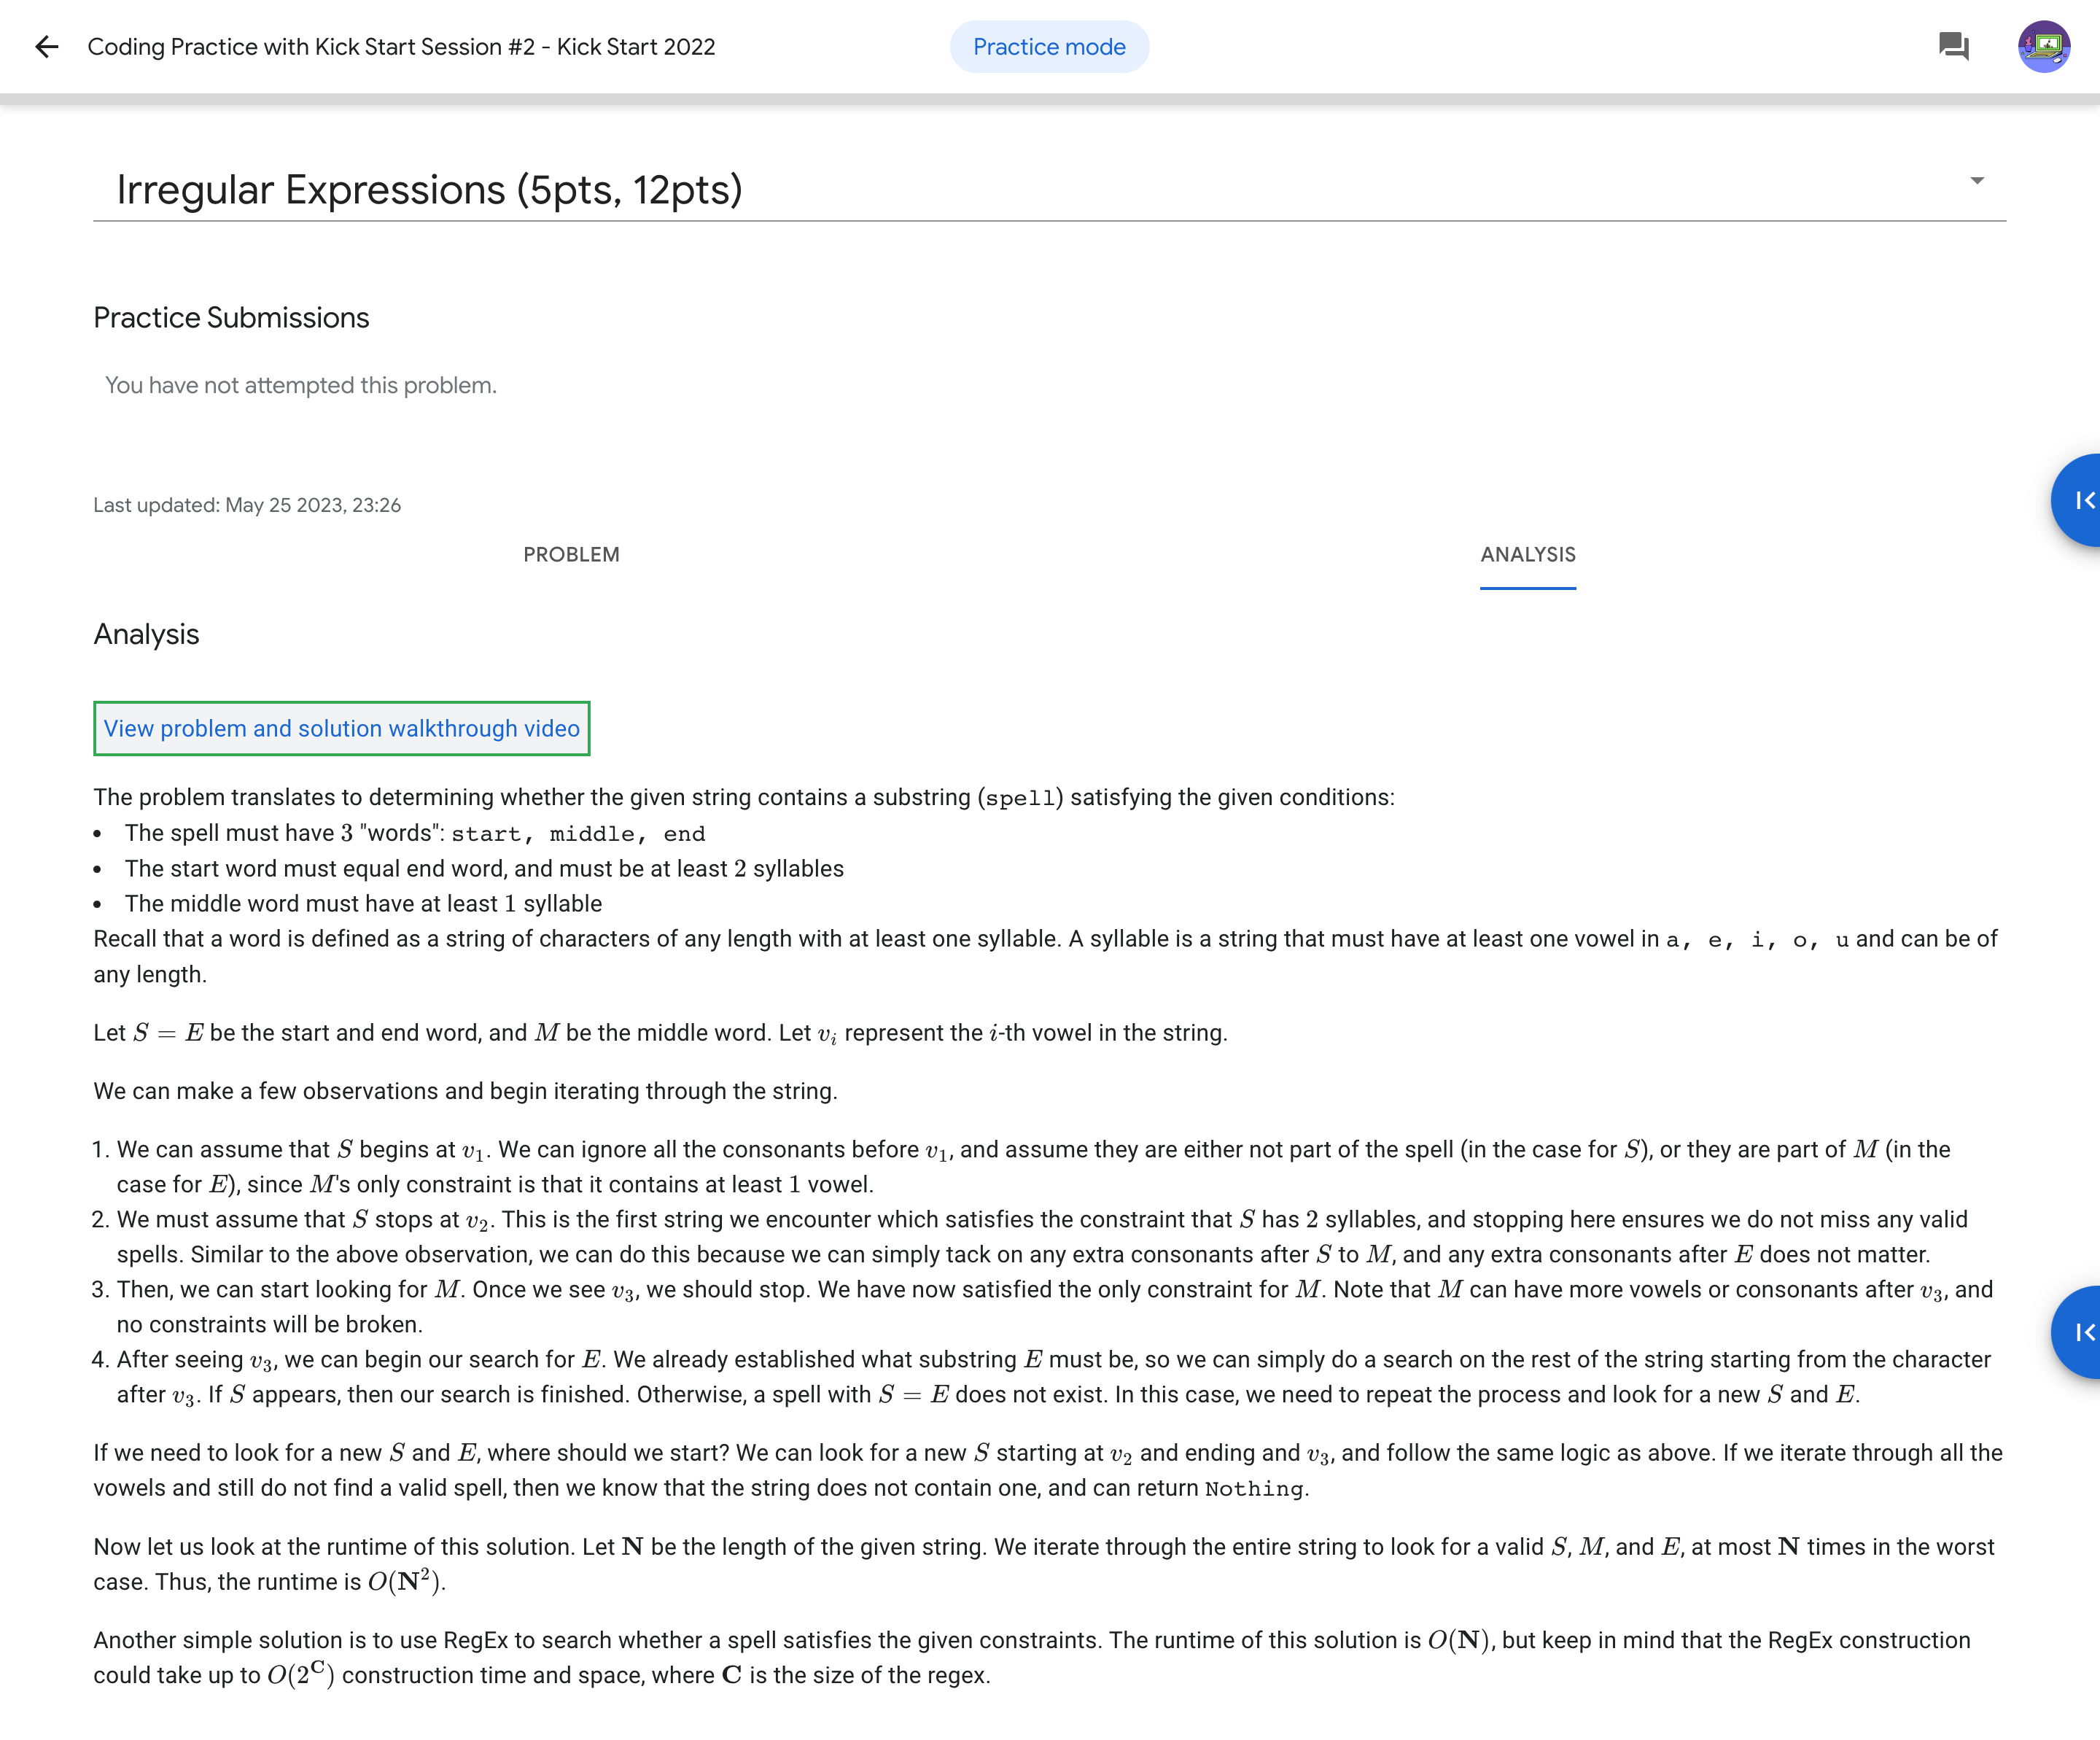 Coding Practice with Kick Start Session #2 - Kick Start 2022
Practice mode
Irregular Expressions (5pts, 12pts)
Practice Submissions
You have not attempted this problem.
Last updated: May 25 2023, 23:26
PROBLEM
ANALYSIS
Analysis
View problem and solution walkthrough video
The problem translates to determining whether the given string contains a substring (spell) satisfying the given conditions:
• The spell must have 3 "words": start, middle, end
• The start word must equal end word, and must be at least 2 syllables
• The middle word must have at least 1 syllable
Recall that a word is defined as a string of characters of any length with at least one syllable. A syllable is a string that must have at least one vowel in a, e, i, o, u and can be of
any length.
Let S = E be the start and end word, and M be the middle word. Let vᵢ represent the i-th vowel in the string.
We can make a few observations and begin iterating through the string.
1. We can assume that S begins at v₁. We can ignore all the consonants before v₁, and assume they are either not part of the spell (in the case for S), or they are part of M (in the
case for E), since M's only constraint is that it contains at least 1 vowel.
2. We must assume that S stops at v₂. This is the first string we encounter which satisfies the constraint that S has 2 syllables, and stopping here ensures we do not miss any valid
spells. Similar to the above observation, we can do this because we can simply tack on any extra consonants after S to M, and any extra consonants after E does not matter.
3. Then, we can start looking for M. Once we see v₃, we should stop. We have now satisfied the only constraint for M. Note that M can have more vowels or consonants after v₃, and
no constraints will be broken.
4. After seeing v₃, we can begin our search for E. We already established what substring E must be, so we can simply do a search on the rest of the string starting from the character
after v₃. If S appears, then our search is finished. Otherwise, a spell with S = E does not exist. In this case, we need to repeat the process and look for a new S and E.
If we need to look for a new S and E, where should we start? We can look for a new S starting at v₂ and ending and v₃, and follow the same logic as above. If we iterate through all the
vowels and still do not find a valid spell, then we know that the string does not contain one, and can return Nothing.
Now let us look at the runtime of this solution. Let N be the length of the given string. We iterate through the entire string to look for a valid S, M, and E, at most N times in the worst
case. Thus, the runtime is O(N²).
Another simple solution is to use RegEx to search whether a spell satisfies the given constraints. The runtime of this solution is O(N), but keep in mind that the RegEx construction
could take up to O(2^C) construction time and space, where C is the size of the regex.